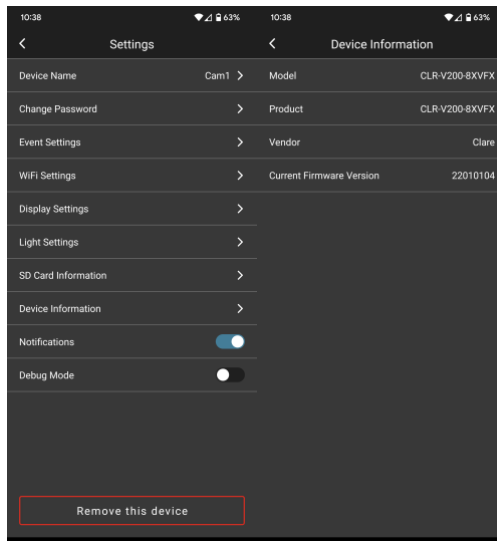 10:38 63%
Settings
Device Name Cam1
Change Password
Event Settings
WiFi Settings
Display Settings
Light Settings
SD Card Information
Device Information
Notifications
Debug Mode
Remove this device
10:38 63%
Device Information
Model CLR-V200-8XVFX
Product CLR-V200-8XVFX
Vendor Clare
Current Firmware Version 22010104